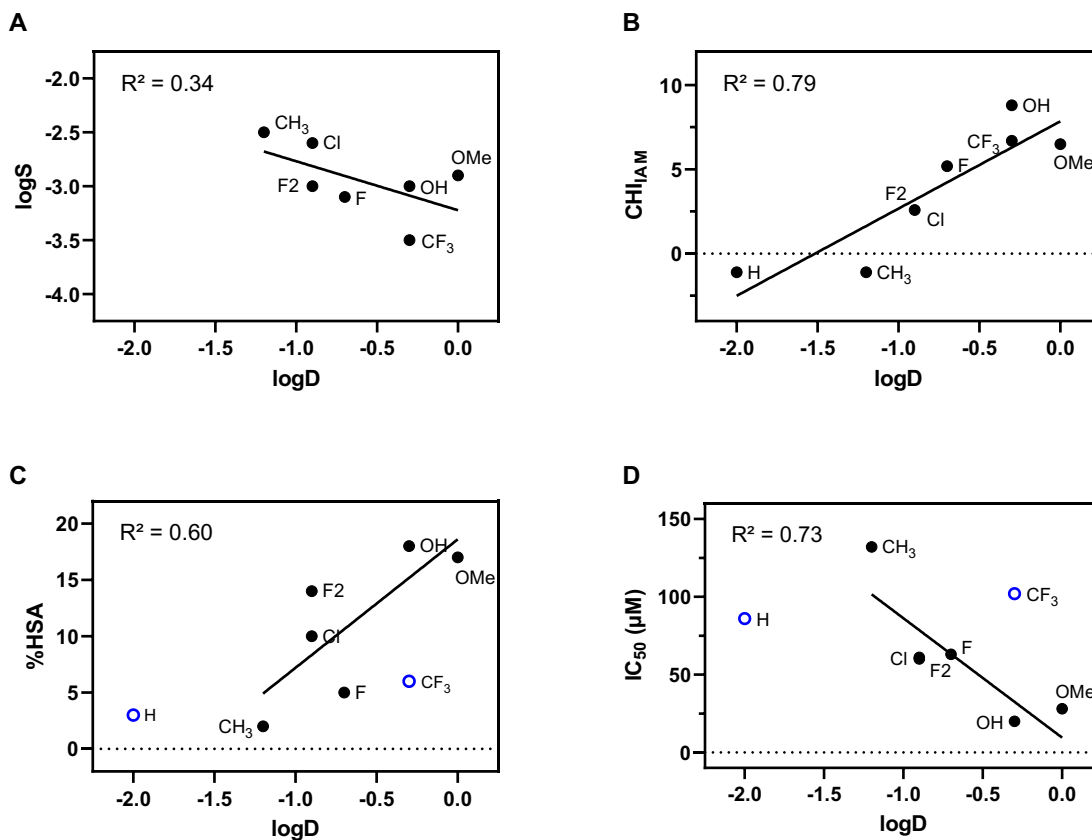 A
R² = 0.34
logS
-2.0
-2.5
-3.0
-3.5
-4.0
CH₃
Cl
OMe
F2
F
OH
CF₃
-2.0 -1.5 -1.0 -0.5 0.0
logD
B
R² = 0.79
CHI_IAM
10
5
0
OH
CF₃
OMe
F
F2
Cl
H
CH₃
-2.0 -1.5 -1.0 -0.5 0.0
logD
C
R² = 0.60
%HSA
20
15
10
5
0
OH
OMe
F2
Cl
CF₃
F
H
CH₃
-2.0 -1.5 -1.0 -0.5 0.0
logD
D
R² = 0.73
IC₅₀ (µM)
150
100
50
0
CH₃
CF₃
H
F
Cl
F2
OMe
OH
-2.0 -1.5 -1.0 -0.5 0.0
logD